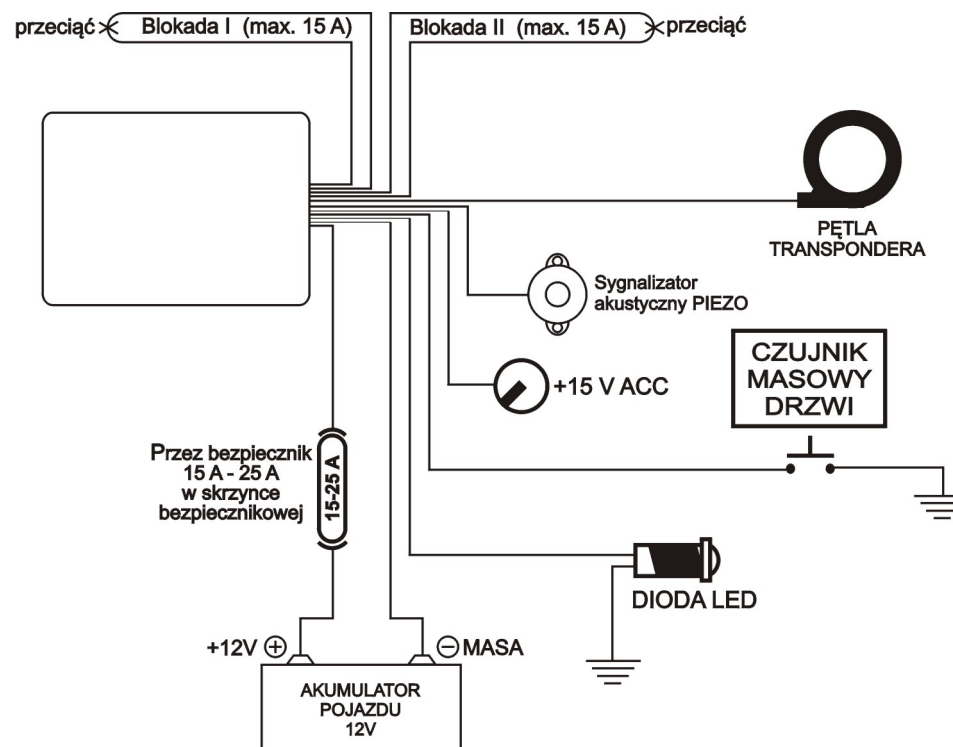 przeciąć Blokada I (max. 15 A) Blokada II (max. 15 A) przeciąć
PĘTLA
TRANSPONDERA
Sygnalizator
akustyczny PIEZO
CZUJNIK
MASOWY
DRZWI
+15 V ACC
Przez bezpiecznik
15 A - 25 A
w skrzynce
bezpiecznikowej
15-25 A
DIODA LED
+12V + − MASA
AKUMULATOR
POJAZDU
12V